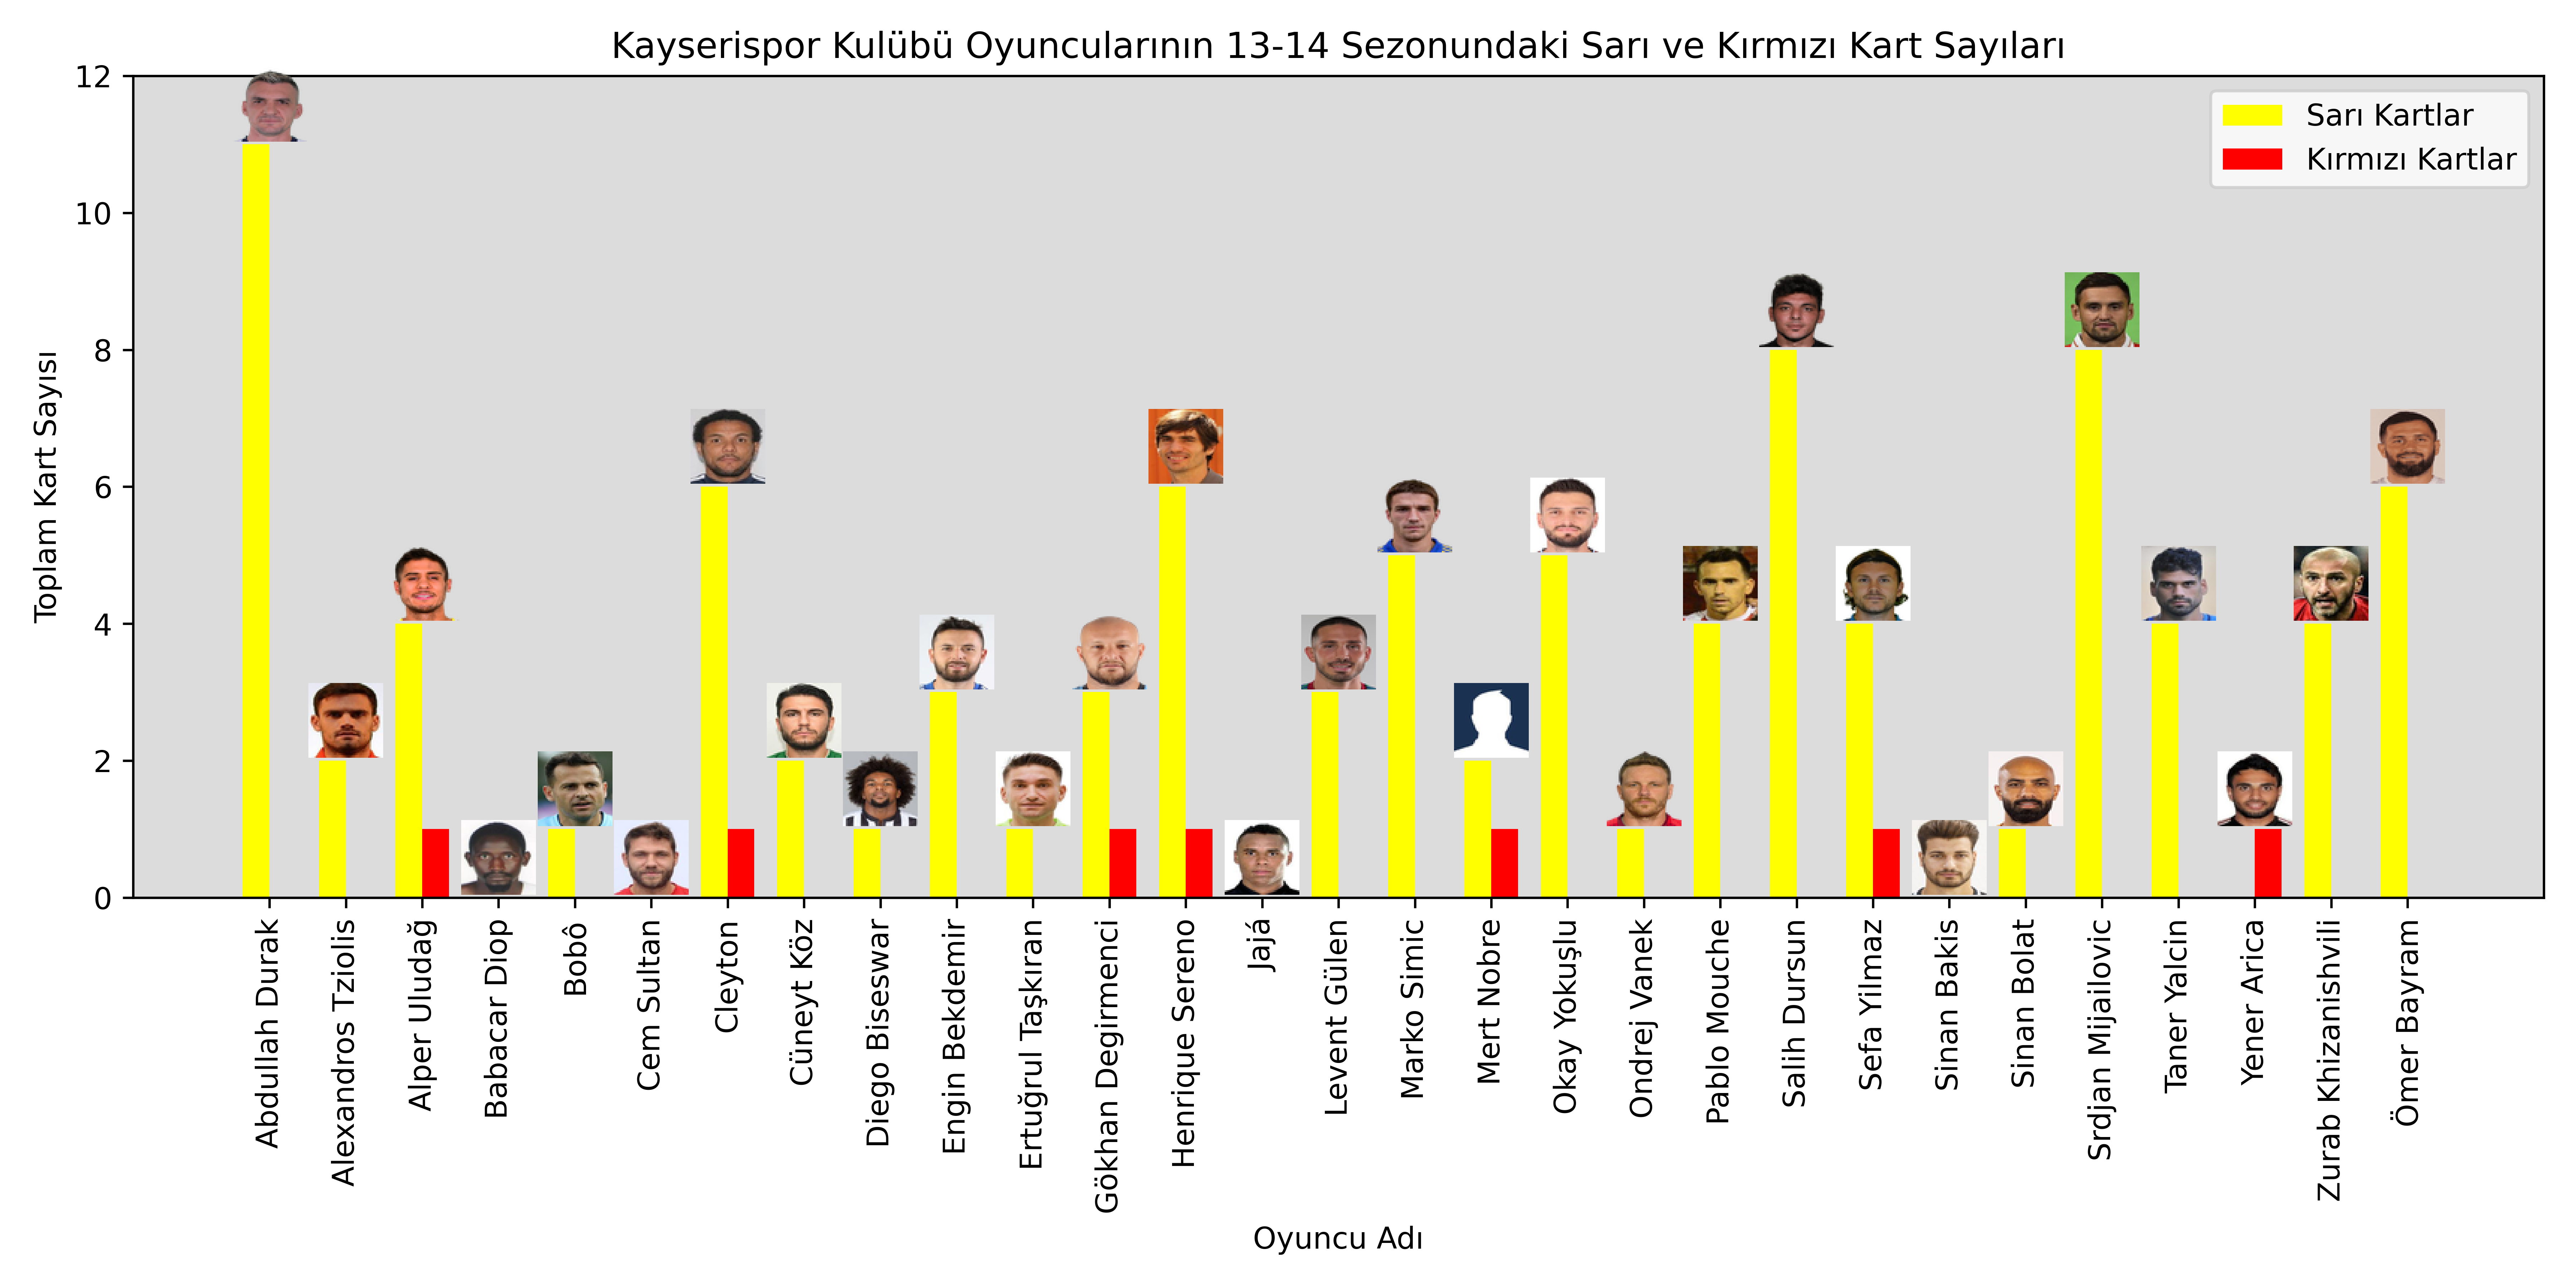 Kayserispor Kulübü Oyuncularının 13-14 Sezonundaki Sarı ve Kırmızı Kart Sayıları
Sarı Kartlar
Kırmızı Kartlar
Toplam Kart Sayısı
12
10
8
6
4
2
0
Abdullah Durak
Alexandros Tziolis
Alper Uludağ
Babacar Diop
Bobô
Cem Sultan
Cleyton
Cüneyt Köz
Diego Biseswar
Engin Bekdemir
Ertuğrul Taşkıran
Gökhan Degirmenci
Henrique Sereno
Jajá
Levent Gülen
Marko Simic
Mert Nobre
Okay Yokuşlu
Ondrej Vanek
Pablo Mouche
Salih Dursun
Sefa Yilmaz
Sinan Bakis
Sinan Bolat
Srdjan Mijailovic
Taner Yalcin
Yener Arica
Zurab Khizanishvili
Ömer Bayram
Oyuncu Adı